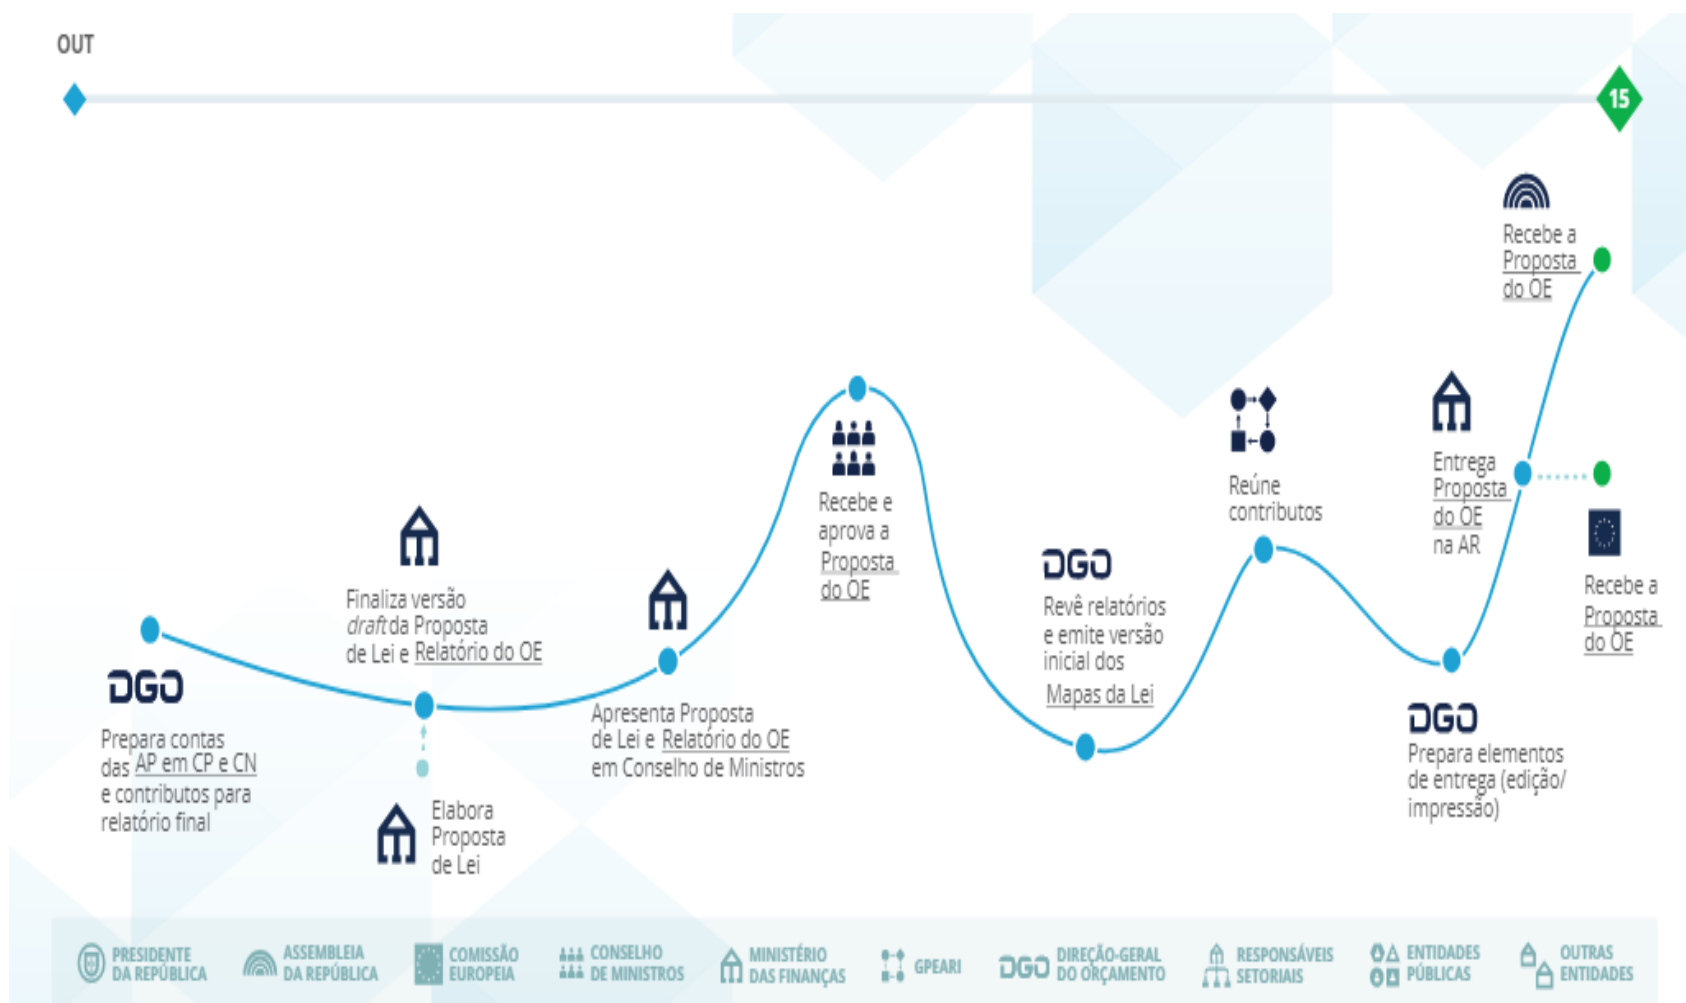 OUT
15
DGO
Prepara contas
das AP em CP e CN
e contributos para
relatório final
Finaliza versão
draft da Proposta
de Lei e Relatório do OE
Elabora
Proposta
de Lei
Apresenta Proposta
de Lei e Relatório do OE
em Conselho de Ministros
Recebe e
aprova a
Proposta
do OE
DGO
Revê relatórios
e emite versão
inicial dos
Mapas da Lei
Reúne
contributos
DGO
Prepara elementos
de entrega (edição/
impressão)
Entrega
Proposta
do OE
na AR
Recebe a
Proposta
do OE
Recebe a
Proposta
do OE
PRESIDENTE
DA REPÚBLICA
ASSEMBLEIA
DA REPÚBLICA
COMISSÃO
EUROPEIA
CONSELHO
DE MINISTROS
MINISTÉRIO
DAS FINANÇAS
GPEARI
DGO
DIREÇÃO-GERAL
DO ORÇAMENTO
RESPONSÁVEIS
SETORIAIS
ENTIDADES
PÚBLICAS
OUTRAS
ENTIDADES